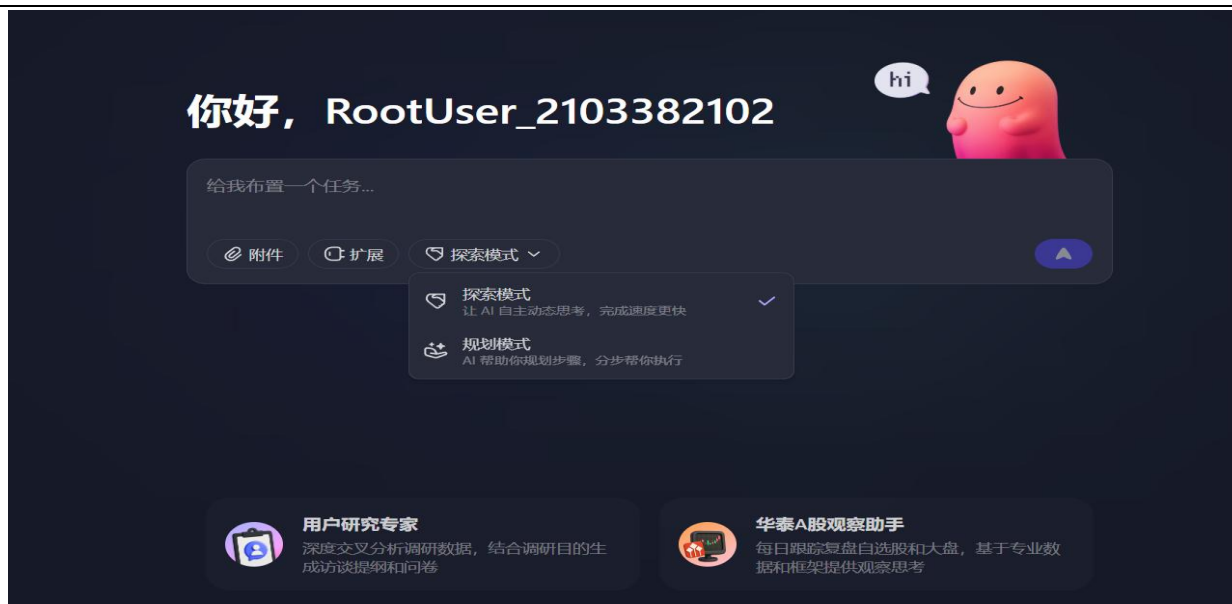 hi
你好，RootUser_2103382102
给我布置一个任务...
附件 扩展 探索模式
探索模式
让 AI 自主动态思考，完成速度更快
规划模式
AI 帮助你规划步骤，分步帮你执行
用户研究专家
深度交叉分析调研数据，结合调研目的生
成访谈提纲和问卷
华泰A股观察助手
每日跟踪复盘自选股和大盘，基于专业数
据和框架提供观察思考